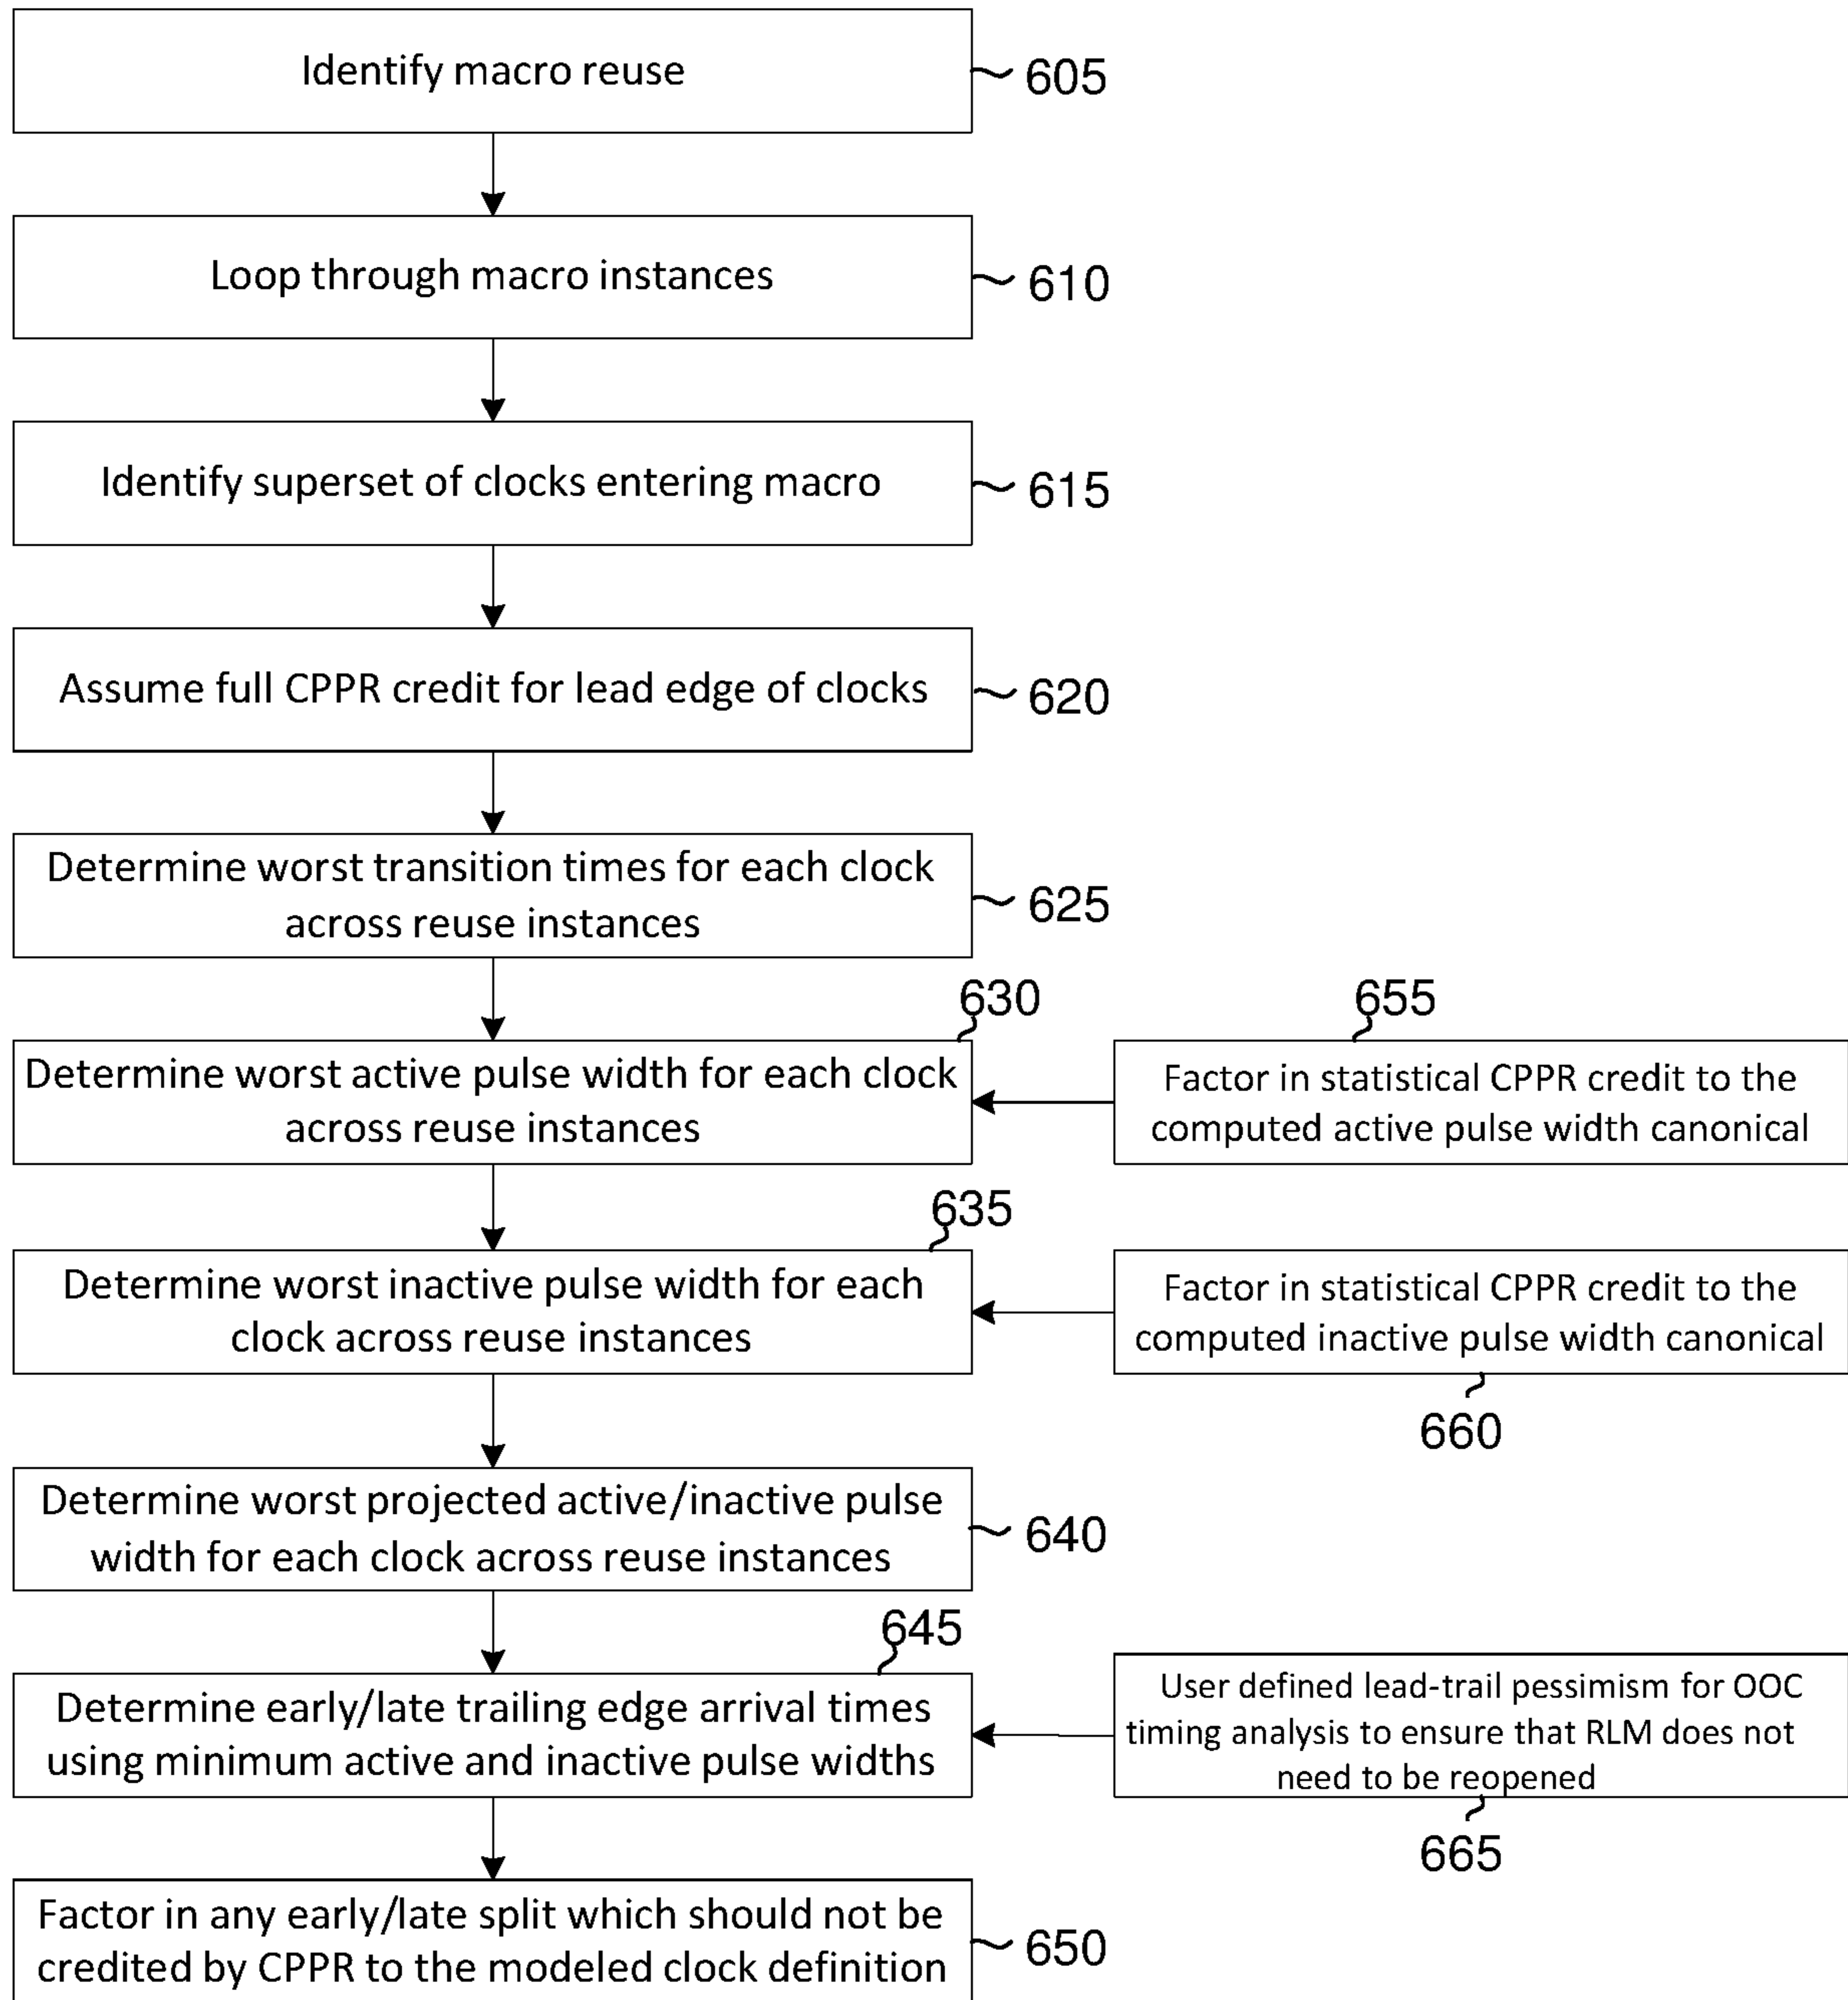 Identify macro reuse
605
Loop through macro instances
610
Identify superset of clocks entering macro
615
Assume full CPPR credit for lead edge of clocks
620
Determine worst transition times for each clock
across reuse instances
625
630
Determine worst active pulse width for each clock
across reuse instances
655
Factor in statistical CPPR credit to the
computed active pulse width canonical
635
Determine worst inactive pulse width for each
clock across reuse instances
Factor in statistical CPPR credit to the
computed inactive pulse width canonical
660
Determine worst projected active/inactive pulse
width for each clock across reuse instances
640
645
Determine early/late trailing edge arrival times
using minimum active and inactive pulse widths
User defined lead-trail pessimism for OOC
timing analysis to ensure that RLM does not
need to be reopened
665
Factor in any early/late split which should not be
credited by CPPR to the modeled clock definition
650